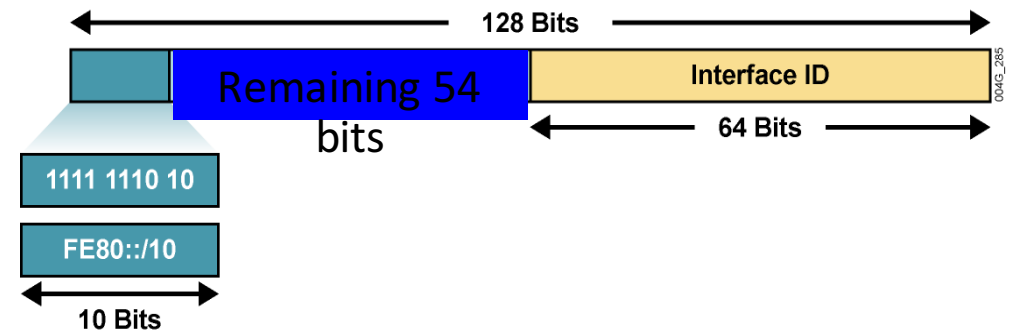 128 Bits
Remaining 54
bits
Interface ID
004G_285
64 Bits
1111 1110 10
FE80::/10
10 Bits